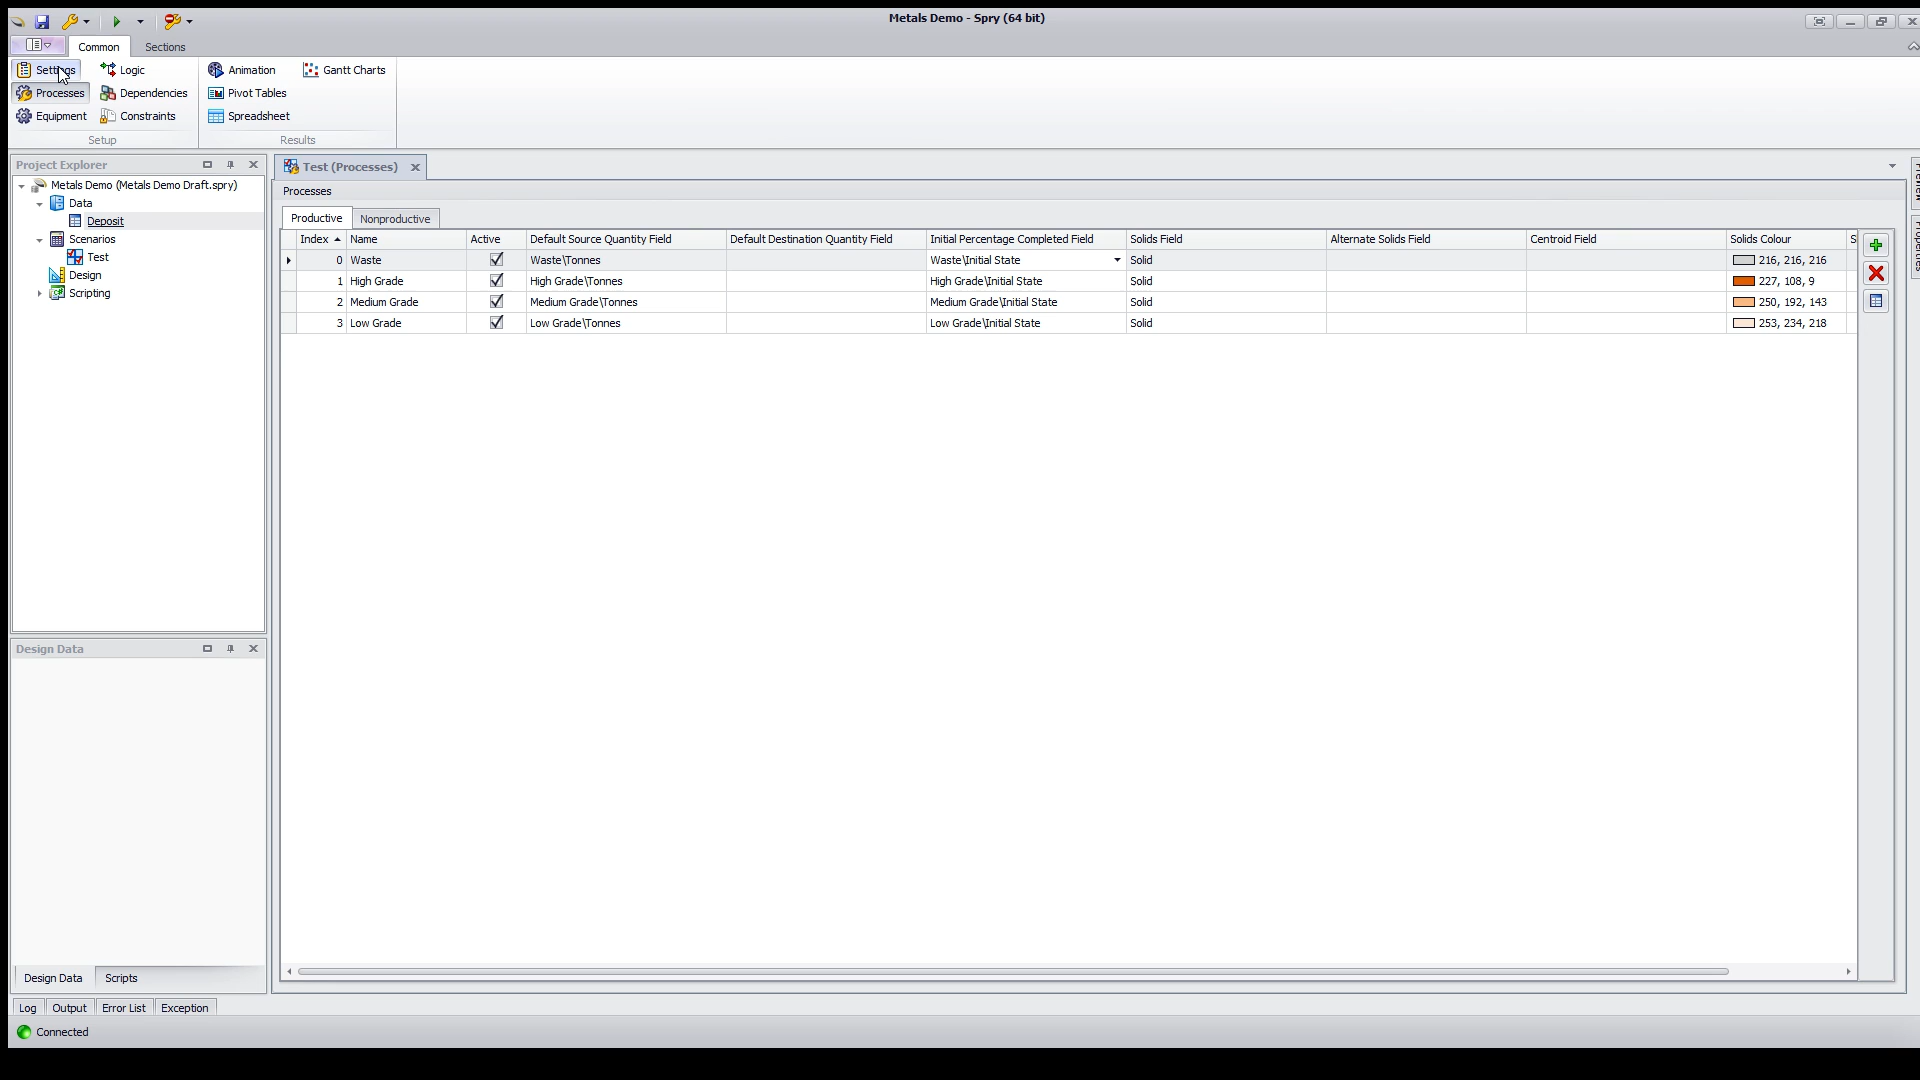 Metals Demo - Spry (64 bit)
Common Sections
Settings Logic Animation Gantt Charts
Processes Dependencies Pivot Tables
Equipment Constraints Spreadsheet
Setup Results
Project Explorer
Test (Processes)
Metals Demo (Metals Demo Draft.spry)
Data
Deposit
Scenarios
Test
Design
Scripting
Processes
Productive Nonproductive
Index Name Active Default Source Quantity Field Default Destination Quantity Field Initial Percentage Completed Field Solids Field Alternate Solids Field Centroid Field Solids Colour S
0 Waste Waste\Tonnes Waste\Initial State Solid 216, 216, 216
1 High Grade High Grade\Tonnes High Grade\Initial State Solid 227, 108, 9
2 Medium Grade Medium Grade\Tonnes Medium Grade\Initial State Solid 250, 192, 143
3 Low Grade Low Grade\Tonnes Low Grade\Initial State Solid 253, 234, 218
Design Data
Design Data Scripts
Log Output Error List Exception
Connected